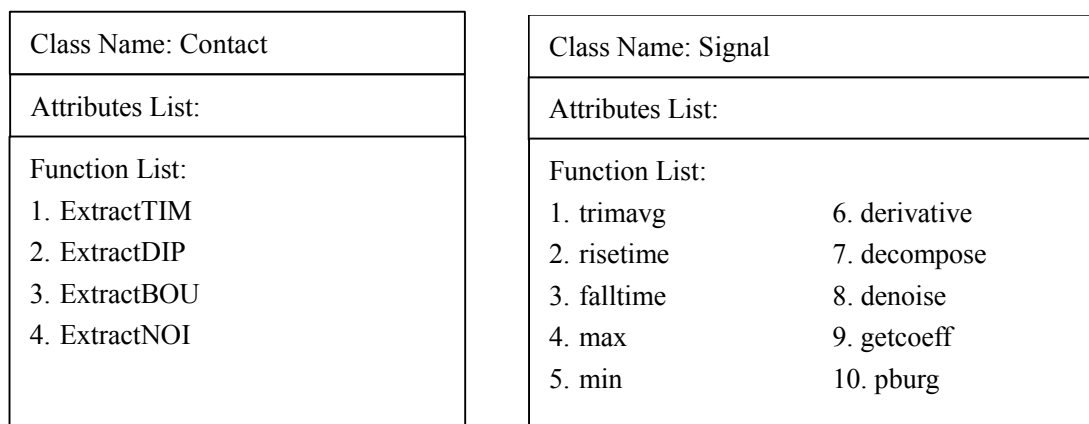 Class Name: Contact
Attributes List:
Function List:
1. ExtractTIM
2. ExtractDIP
3. ExtractBOU
4. ExtractNOI
Class Name: Signal
Attributes List:
Function List:
1. trimavg
2. risetime
3. falltime
4. max
5. min
6. derivative
7. decompose
8. denoise
9. getcoeff
10. pburg